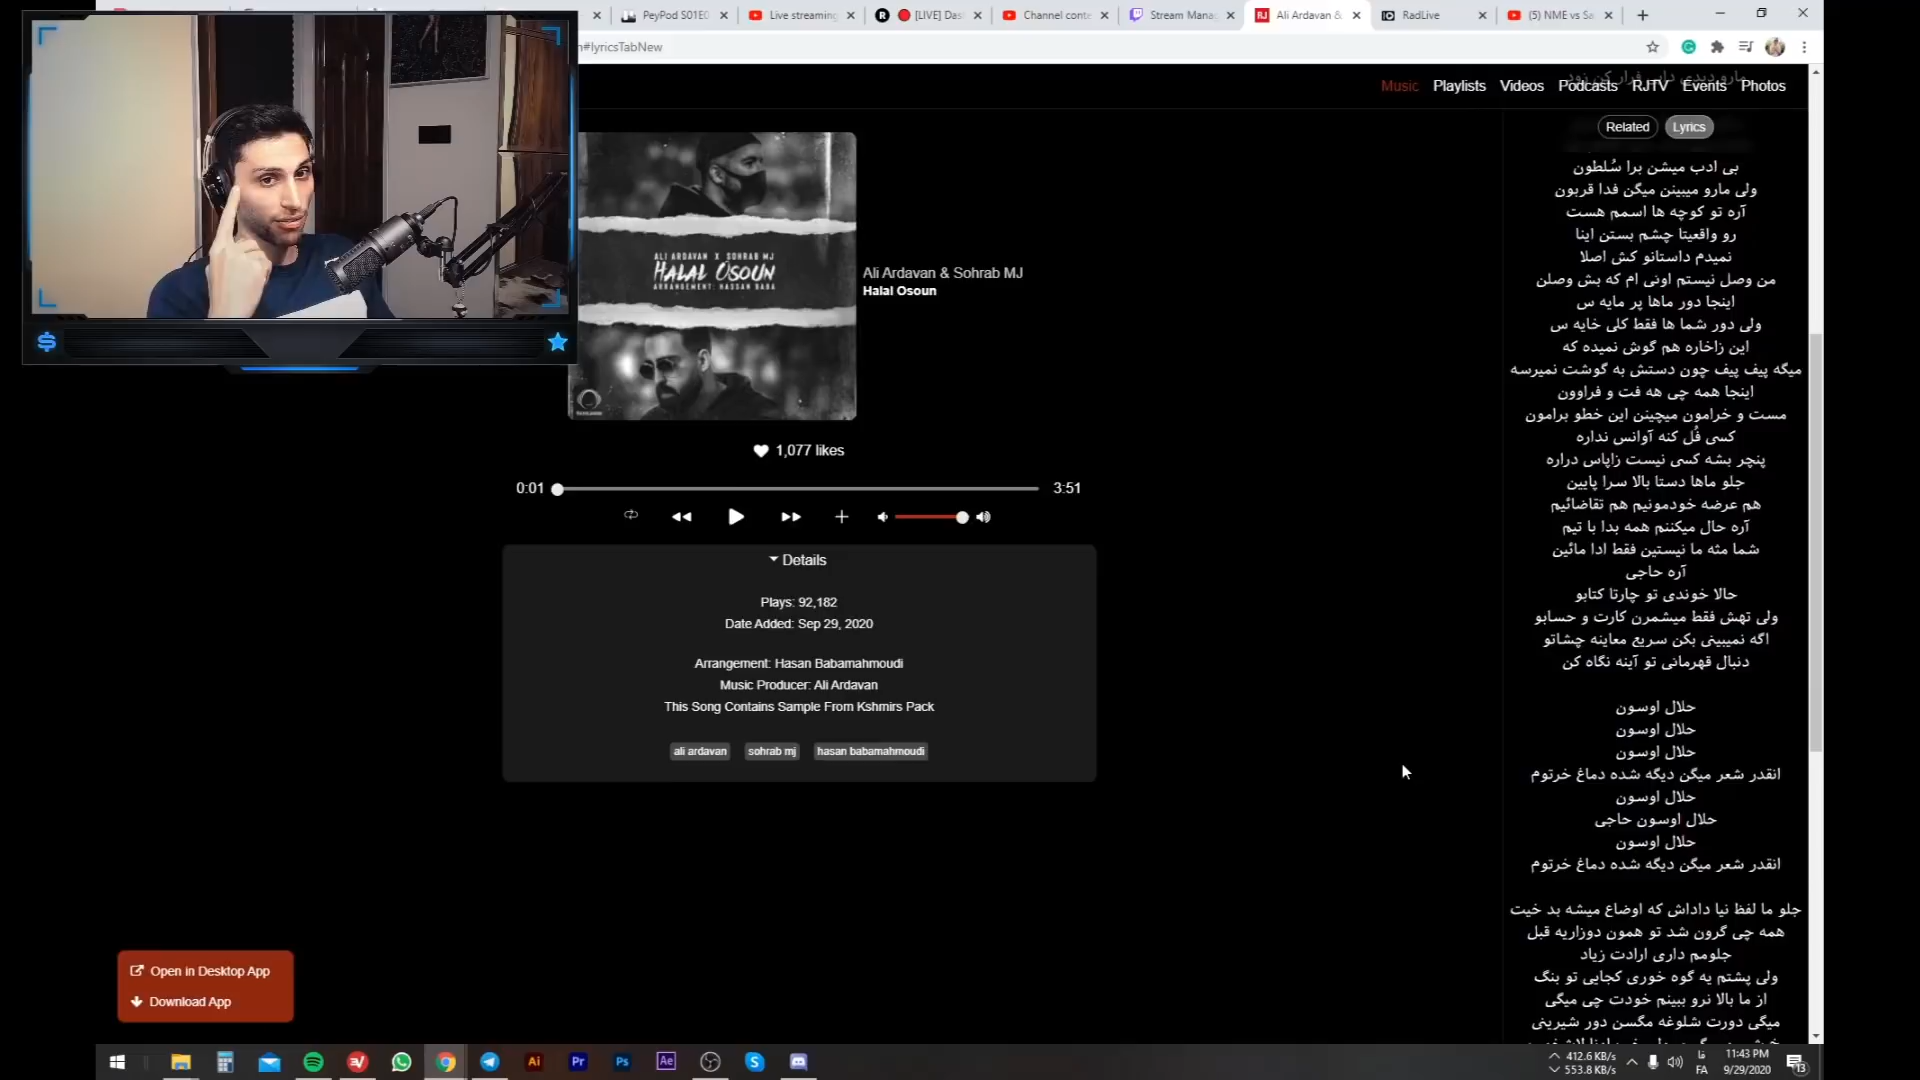 PeyPod S01E0
Live streaming
[LIVE] Das
Channel conte
Stream Manag
Ali Ardavan &
RadLive
(5) NME vs Sa
n#lyricsTabNew
Music
Playlists
Videos
Podcasts
RJTV
Events
Photos
Related
Lyrics
ALI ARDAVAN X SOHRAB MJ
HALAL OSOUN
ARRANGEMENT: HASSAN BABA
Ali Ardavan & Sohrab MJ
Halal Osoun
1,077 likes
0:01
3:51
Details
Plays: 92,182
Date Added: Sep 29, 2020
Arrangement: Hasan Babamahmoudi
Music Producer: Ali Ardavan
This Song Contains Sample From Kshmirs Pack
ali ardavan
sohrab mj
hasan babamahmoudi
بی ادب میشن برا سُلطون
ولی مارو میبینن میگن فدا قربون
آره تو کوچه ها اسمم هست
رو واقعیتا چشم بستن اینا
نمیدم داستانو کش اصلا
من وصل نیستم اونی ام که بش وصلن
اینجا دور ماها پر مایه س
ولی دور شما ها فقط کلی خایه س
این زاخاره هم گوش نمیده که
میگه پیف پیف چون دستش به گوشت نمیرسه
اینجا همه چی هه فت و فراوون
مست و خرامون میچینن این خطو برامون
کسی فُل کنه آوانس نداره
پنچر بشه کسی نیست زاپاس دراره
جلو ماها دستا بالا سرا پایین
هم عرضه خودمونیم هم تقاضائیم
آره حال میکننم همه بدا با تیم
شما مثه ما نیستین فقط ادا مائین
آره حاجی
حالا خوندی تو چارتا کتابو
ولی تهش فقط میشمرن کارت و حسابو
اگه نمیبینی بکن سریع معاینه چشاتو
دنبال قهرمانی تو آینه نگاه کن
حلال اوسون
حلال اوسون
حلال اوسون
انقدر شعر میگن دیگه شده دماغ خرتوم
حلال اوسون
حلال اوسون حاجی
حلال اوسون
انقدر شعر میگن دیگه شده دماغ خرتوم
جلو ما لفظ نیا داداش که اوضاع میشه بد خیت
همه چی گرون شد تو همون دوزاریه قبل
جلومم داری ارادت زیاد
ولی پشتم یه گوه خوری کجایی تو بنگ
از ما بالا نرو ببینم خودت چی میگی
میگی دورت شلوغه مگسن دور شیرینی
Open in Desktop App
Download App
412.6 KB/s
553.8 KB/s
فا
FA
11:43 PM
9/29/2020
13